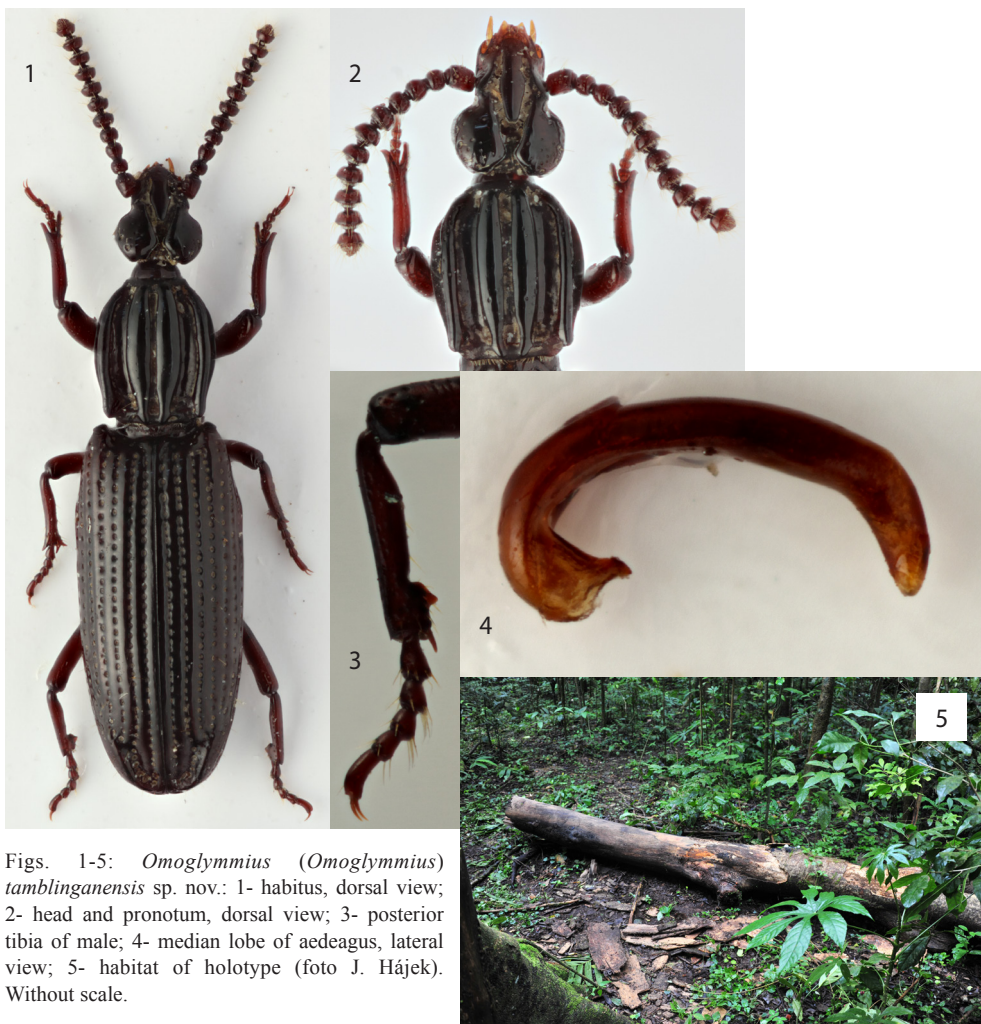 1
2
3
4
5
Figs. 1-5: Omoglymmius (Omoglymmius)
tamblinganensis sp. nov.: 1- habitus, dorsal view;
2- head and pronotum, dorsal view; 3- posterior
tibia of male; 4- median lobe of aedeagus, lateral
view; 5- habitat of holotype (foto J. Hájek).
Without scale.